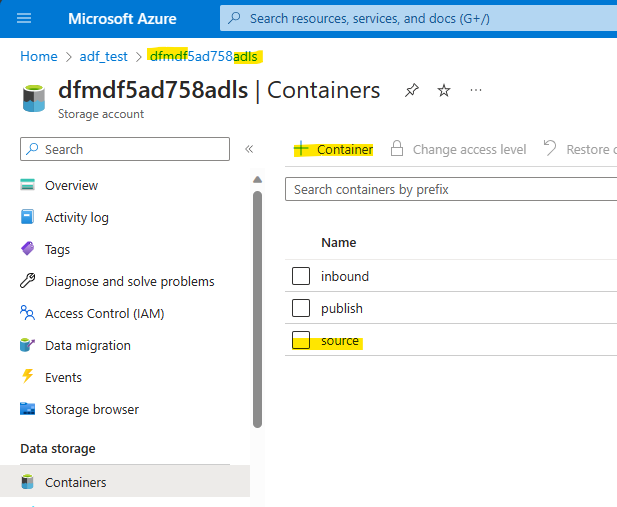 Microsoft Azure
Search resources, services, and docs (G+/)
Home > adf_test > dfmdf5ad758adls
dfmdf5ad758adls | Containers
Storage account
Search
Container
Change access level
Restore
Overview
Activity log
Tags
Diagnose and solve problems
Access Control (IAM)
Data migration
Events
Storage browser
Data storage
Containers
Search containers by prefix
Name
inbound
publish
source